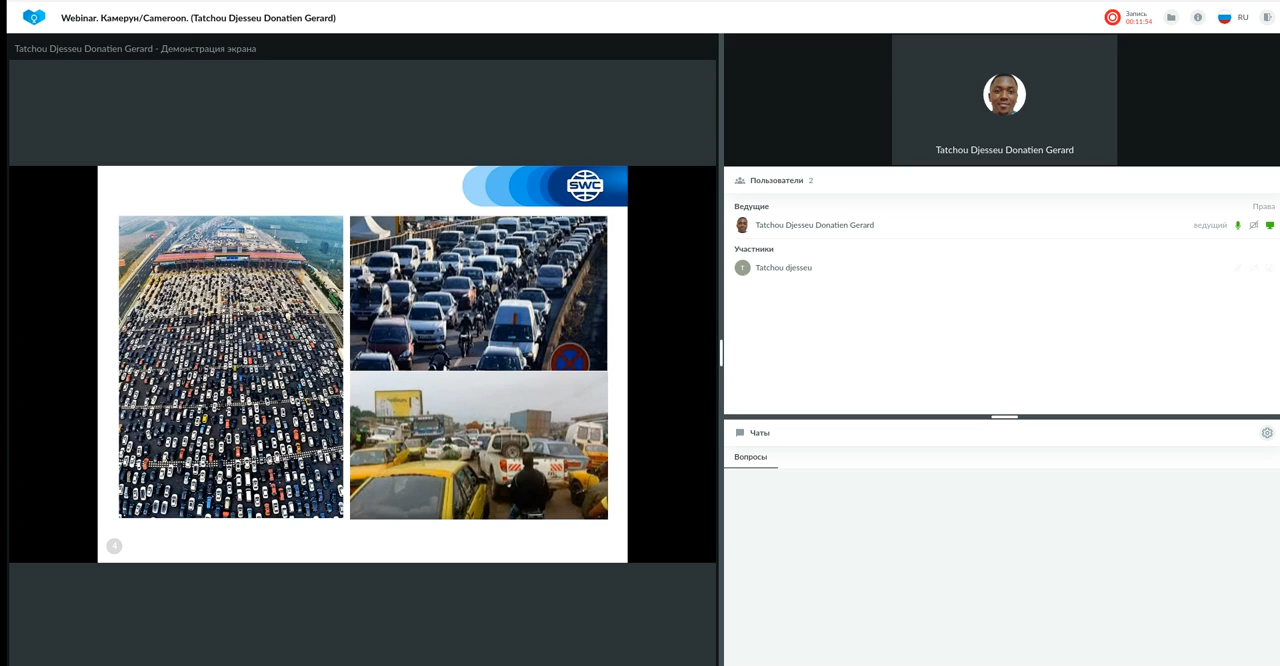 Webinar. Камерун/Cameroon. (Tatchou Djesseu Donatien Gerard)
Запись
00:11:54
RU
Tatchou Djesseu Donatien Gerard - Демонстрация экрана
SWC
4
Tatchou Djesseu Donatien Gerard
Пользователи 2
Ведущие Права
Tatchou Djesseu Donatien Gerard ведущий
Участники
T Tatchou djesseu
Чаты
Вопросы